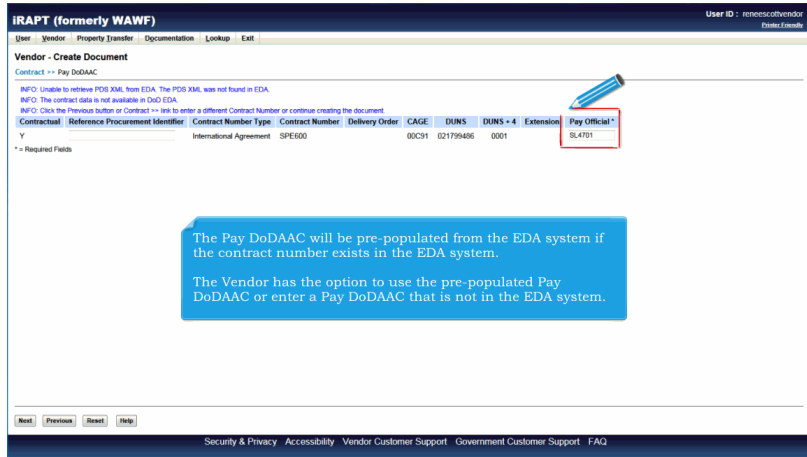 iRAPT (formerly WAWF)
User ID : reneescottvendor
Printer Friendly
User Vendor Property Transfer Documentation Lookup Exit
Vendor - Create Document
Contract >> Pay DoDAAC
INFO: Unable to retrieve PDS XML from EDA. The PDS XML was not found in EDA.
INFO: The contract data is not available in DoD EDA.
INFO: Click the Previous button or Contract >> link to enter a different Contract Number or continue creating the document.
Contractual Reference Procurement Identifier Contract Number Type Contract Number Delivery Order CAGE DUNS DUNS + 4 Extension Pay Official *
Y International Agreement SPE600 00C91 021799486 0001 SL4701
* = Required Fields
The Pay DoDAAC will be pre-populated from the EDA system if
the contract number exists in the EDA system.
The Vendor has the option to use the pre-populated Pay
DoDAAC or enter a Pay DoDAAC that is not in the EDA system.
Next Previous Reset Help
Security & Privacy Accessibility Vendor Customer Support Government Customer Support FAQ